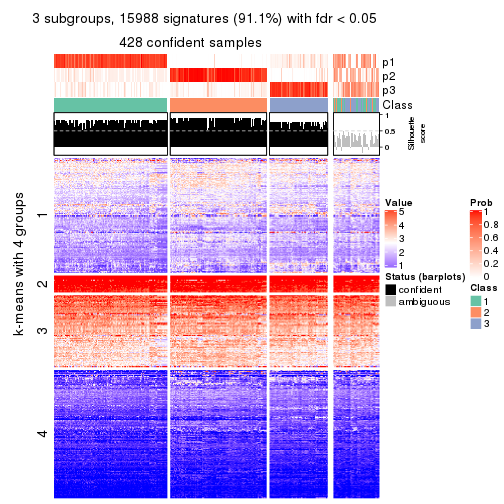 3 subgroups, 15988 signatures (91.1%) with fdr < 0.05
428 confident samples
p1
p2
p3
Class
1
0.5
0
Silhouette
score
k-means with 4 groups
1
2
3
4
Value
5
4
3
2
1
Status (barplots)
confident
ambiguous
Prob
1
0.8
0.6
0.4
0.2
0
Class
1
2
3